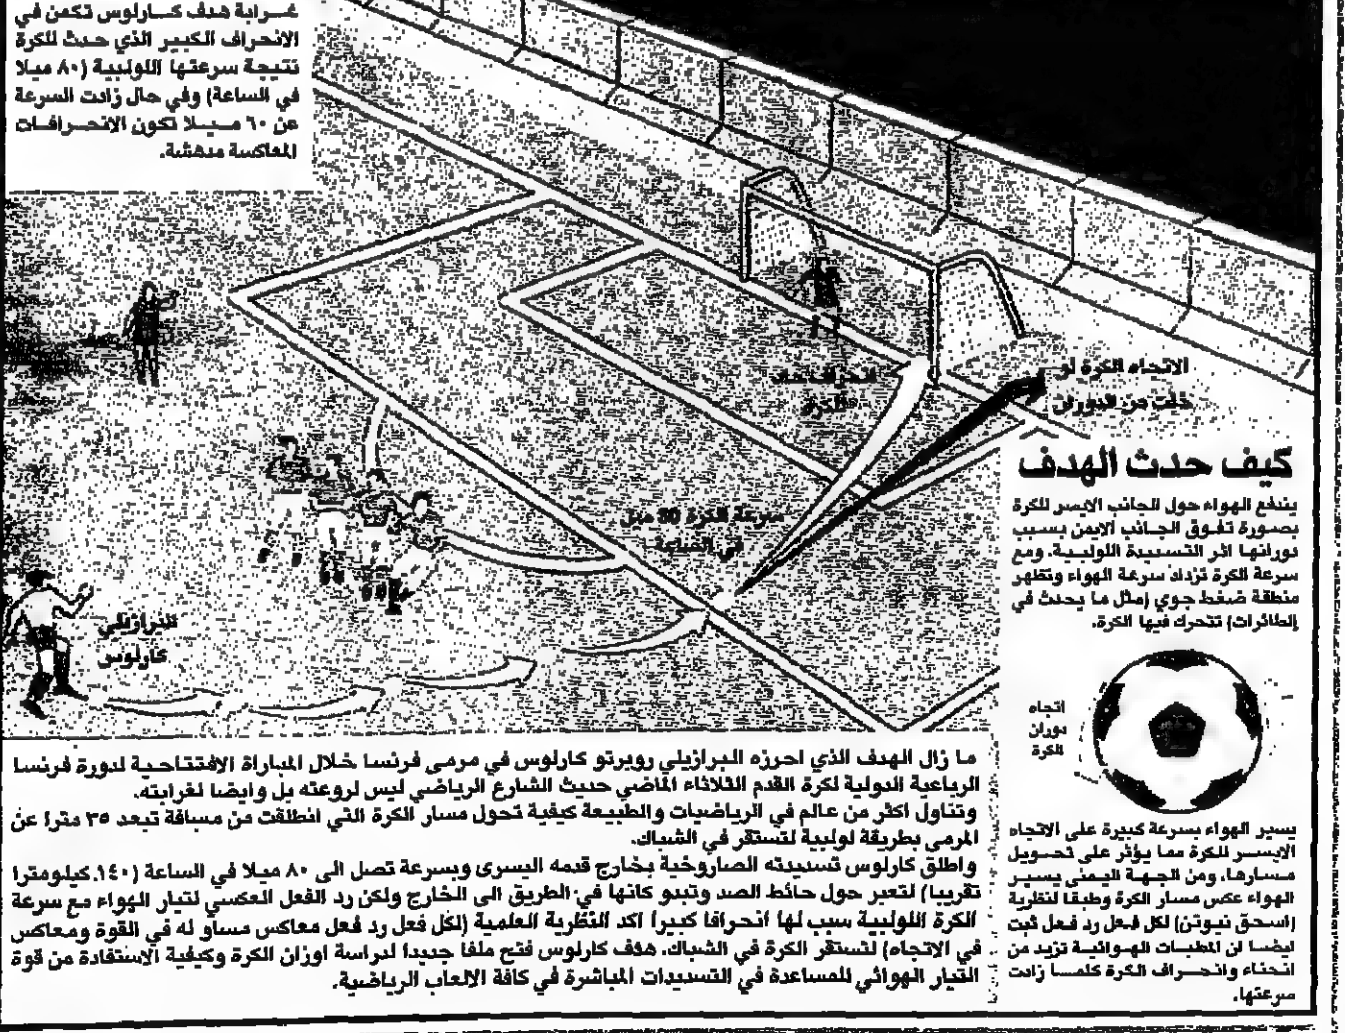 غرابة هدف كارلوس تكمن في
الانحراف الكبير الذي حدث للكرة
نتيجة سرعتها اللولبية (٨٠ ميلا
في الساعة) وفي حال زادت السرعة
عن ٦٠ ميلا تكون الانحرافات
المعاكسة مدهشة.
الاتجاه الكرة لو
خلت من الدوران
الكرة
سرعة الكرة 80 ميل
في الساعة
البرازيلي
كارلوس
كيف حدث الهدف
يندفع الهواء حول الجانب الايسر للكرة
بصورة تفوق الجانب الايمن بسبب
دورانها اثر التسديدة اللولبية. ومع
سرعة الكرة تزداد سرعة الهواء وتظهر
منطقة ضغط جوي (مثل ما يحدث في
الطائرات) تتحرك فيها الكرة.
اتجاه
دوران
الكرة
يسير الهواء بسرعة كبيرة على الاتجاه
الايسر للكرة مما يؤثر على تحويل
مسارها. ومن الجهة اليمنى يسير
الهواء عكس مسار الكرة وطبقا لنظرية
(اسحق نيوتن) لكل فعل رد فعل ثبت
ايضا ان المطبات الهوائية تزيد من
انحناء وانحراف الكرة كلما زادت
سرعتها.
ما زال الهدف الذي احرزه البرازيلي روبرتو كارلوس في مرمى فرنسا خلال المباراة الافتتاحية لدورة فرنسا
الرباعية الدولية لكرة القدم الثلاثاء الماضي حديث الشارع الرياضي ليس لروعته بل وايضا لغرابته.
وتناول اكثر من عالم في الرياضيات والطبيعة كيفية تحول مسار الكرة التي انطلقت من مسافة تبعد ٣٥ مترا عن
المرمى بطريقة لولبية لتستقر في الشباك.
واطلق كارلوس تسديدته الصاروخية بخارج قدمه اليسرى وبسرعة تصل الى ٨٠ ميلا في الساعة (١٤٠ كيلومترا
تقريبا) لتعبر حول حائط الصد وتبدو كانها في الطريق الى الخارج ولكن رد الفعل العكسي لتيار الهواء مع سرعة
الكرة اللولبية سبب لها انحرافا كبيرا اكد النظرية العلمية (لكل فعل رد فعل معاكس مساو له في القوة ومعاكس
في الاتجاه) لتستقر الكرة في الشباك. هدف كارلوس فتح ملفا جديدا لدراسة اوزان الكرة وكيفية الاستفادة من قوة
التيار الهوائي للمساعدة في التسديدات المباشرة في كافة الالعاب الرياضية.